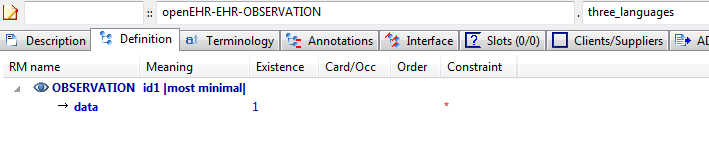 :: openEHR-EHR-OBSERVATION . three_languages
Description Definition Terminology Annotations Interface Slots (0/0) Clients/Suppliers
RM name Meaning Existence Card/Occ Order Constraint
OBSERVATION id1 |most minimal|
data 1 *